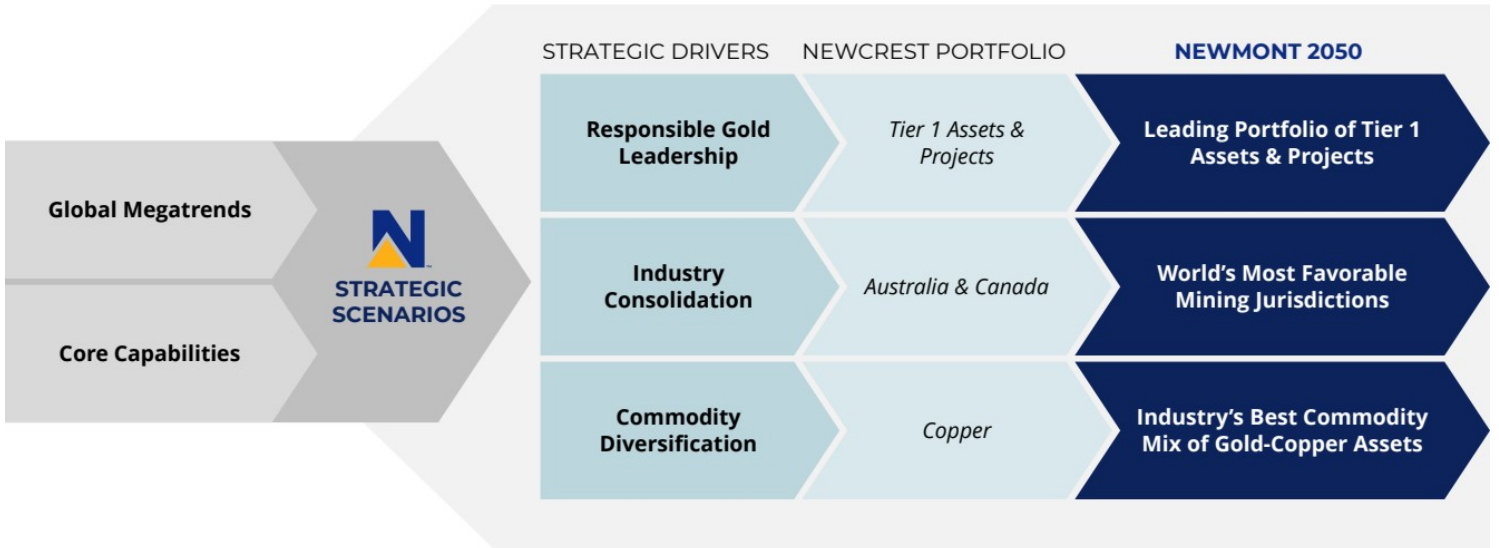 STRATEGIC DRIVERS
NEWCREST PORTFOLIO
NEWMONT 2050
Global Megatrends
Core Capabilities
N
STRATEGIC
SCENARIOS
Responsible Gold
Leadership
Tier 1 Assets &
Projects
Leading Portfolio of Tier 1
Assets & Projects
Industry
Consolidation
Australia & Canada
World’s Most Favorable
Mining Jurisdictions
Commodity
Diversification
Copper
Industry’s Best Commodity
Mix of Gold-Copper Assets